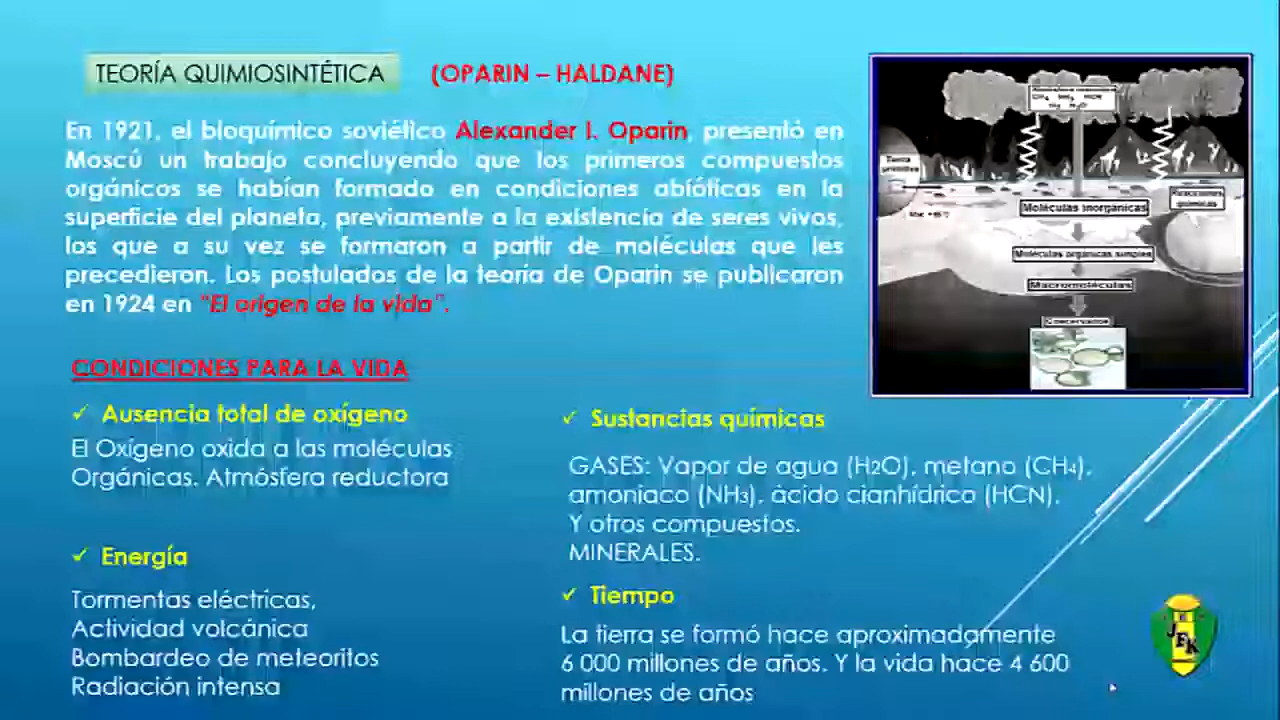 TEORÍA QUIMIOSINTÉTICA (OPARIN – HALDANE)
En 1921, el bioquímico soviético Alexander I. Oparin, presentó en
Moscú un trabajo concluyendo que los primeros compuestos
orgánicos se habían formado en condiciones abióticas en la
superficie del planeta, previamente a la existencia de seres vivos,
los que a su vez se formaron a partir de moléculas que les
precedieron. Los postulados de la teoría de Oparin se publicaron
en 1924 en "El origen de la vida".
Moléculas inorgánicas
Moléculas orgánicas simples
Macromoléculas
CONDICIONES PARA LA VIDA
✓ Ausencia total de oxígeno
El Oxígeno oxida a las moléculas
Orgánicas. Atmósfera reductora
✓ Energía
Tormentas eléctricas,
Actividad volcánica
Bombardeo de meteoritos
Radiación intensa
✓ Sustancias químicas
GASES: Vapor de agua (H2O), metano (CH4),
amoniaco (NH3), ácido cianhídrico (HCN).
Y otros compuestos.
MINERALES.
✓ Tiempo
La tierra se formó hace aproximadamente
6 000 millones de años. Y la vida hace 4 600
millones de años
JFK